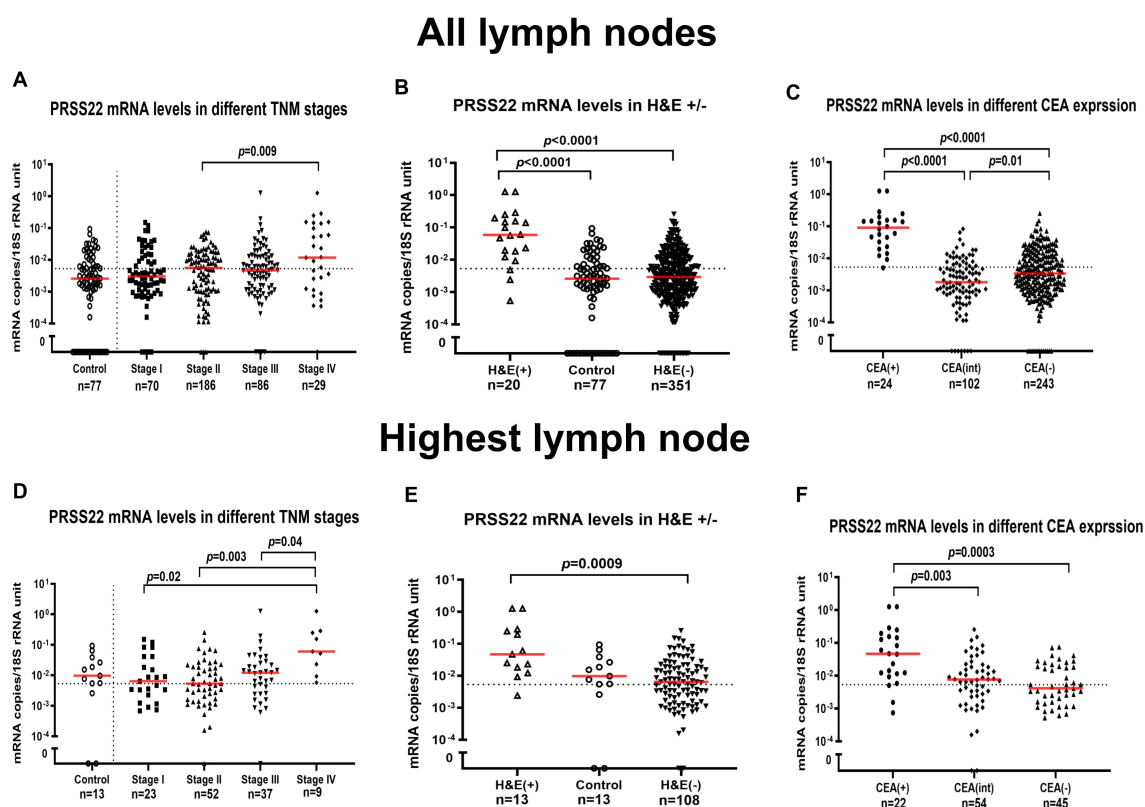 All lymph nodes
A
PRSS22 mRNA levels in different TNM stages
p=0.009
mRNA copies/18S rRNA unit
10^1
10^0
10^-1
10^-2
10^-3
10^-4
0
Control Stage I Stage II Stage III Stage IV
n=77 n=70 n=186 n=86 n=29
B
PRSS22 mRNA levels in H&E +/-
p<0.0001
p<0.0001
mRNA copies/18S rRNA unit
10^1
10^0
10^-1
10^-2
10^-3
10^-4
0
H&E(+) Control H&E(-)
n=20 n=77 n=351
C
PRSS22 mRNA levels in different CEA exprssion
p<0.0001
p<0.0001 p=0.01
mRNA copies/18S rRNA unit
10^1
10^0
10^-1
10^-2
10^-3
10^-4
0
CEA(+) CEA(int) CEA(-)
n=24 n=102 n=243
Highest lymph node
D
PRSS22 mRNA levels in different TNM stages
p=0.04
p=0.003
p=0.02
mRNA copies/18S rRNA unit
10^1
10^0
10^-1
10^-2
10^-3
10^-4
0
Control Stage I Stage II Stage III Stage IV
n=13 n=23 n=52 n=37 n=9
E
PRSS22 mRNA levels in H&E +/-
p=0.0009
mRNA copies/18S rRNA unit
10^1
10^0
10^-1
10^-2
10^-3
10^-4
0
H&E(+) Control H&E(-)
n=13 n=13 n=108
F
PRSS22 mRNA levels in different CEA exprssion
p=0.0003
p=0.003
mRNA copies/18S rRNA unit
10^1
10^0
10^-1
10^-2
10^-3
10^-4
0
CEA(+) CEA(int) CEA(-)
n=22 n=54 n=45